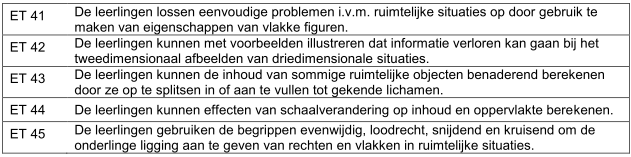 ET 41 De leerlingen lossen eenvoudige problemen i.v.m. ruimtelijke situaties op door gebruik te
maken van eigenschappen van vlakke figuren.
ET 42 De leerlingen kunnen met voorbeelden illustreren dat informatie verloren kan gaan bij het
tweedimensionaal afbeelden van driedimensionale situaties.
ET 43 De leerlingen kunnen de inhoud van sommige ruimtelijke objecten benaderend berekenen
door ze op te splitsen in of aan te vullen tot gekende lichamen.
ET 44 De leerlingen kunnen effecten van schaalverandering op inhoud en oppervlakte berekenen.
ET 45 De leerlingen gebruiken de begrippen evenwijdig, loodrecht, snijdend en kruisend om de
onderlinge ligging aan te geven van rechten en vlakken in ruimtelijke situaties.